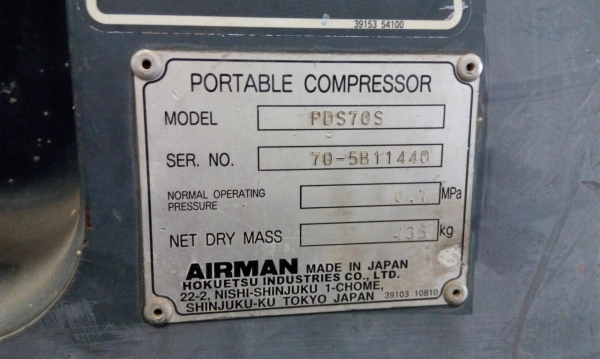 39153 54100
PORTABLE COMPRESSOR
MODEL PDS70S
SER. NO. 70-5B11440
NORMAL OPERATING
PRESSURE 0.7 MPa
NET DRY MASS kg
AIRMAN MADE IN JAPAN
HOKUETSU INDUSTRIES CO., LTD.
22-2, NISHI-SHINJUKU 1-CHOME,
SHINJUKU-KU TOKYO JAPAN 39103 10810